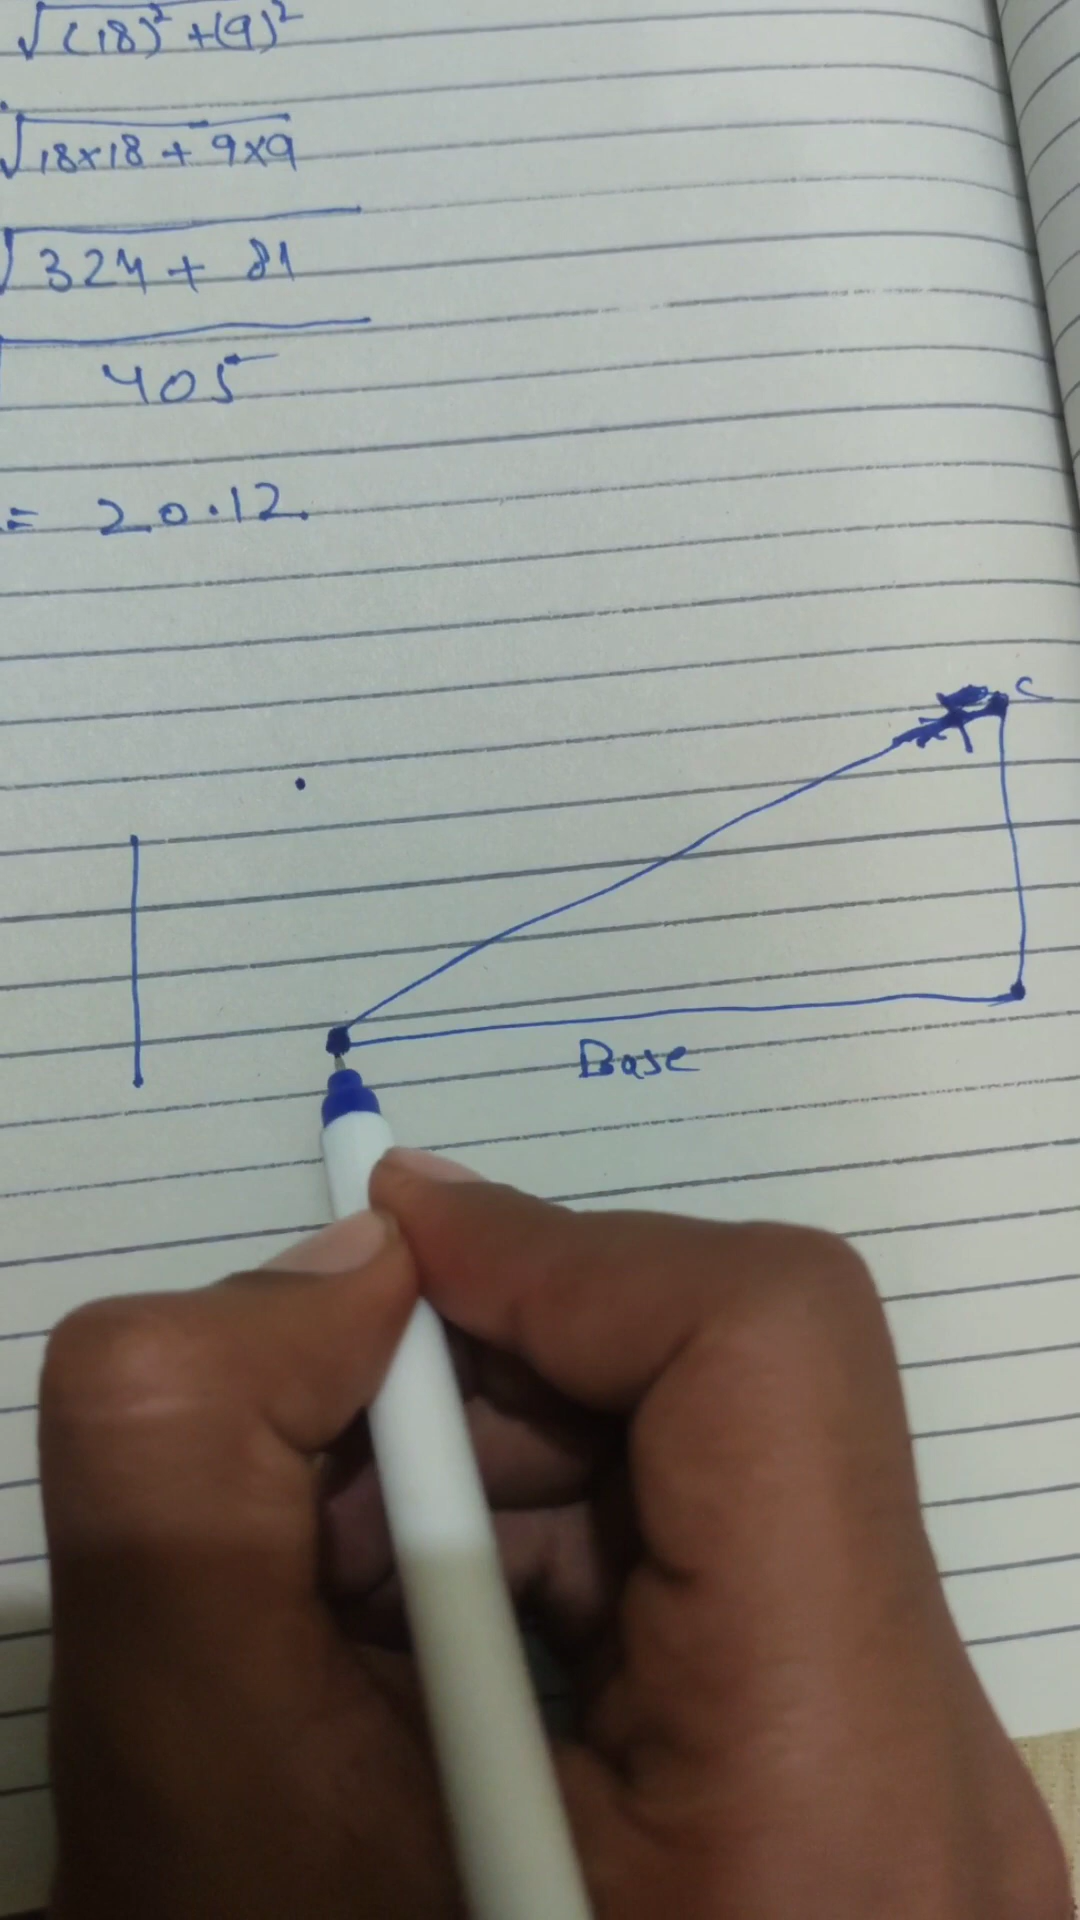 √(18)²+(9)²
√18×18 + 9×9
√324 + 81
√405
= 20.12.
C
Base